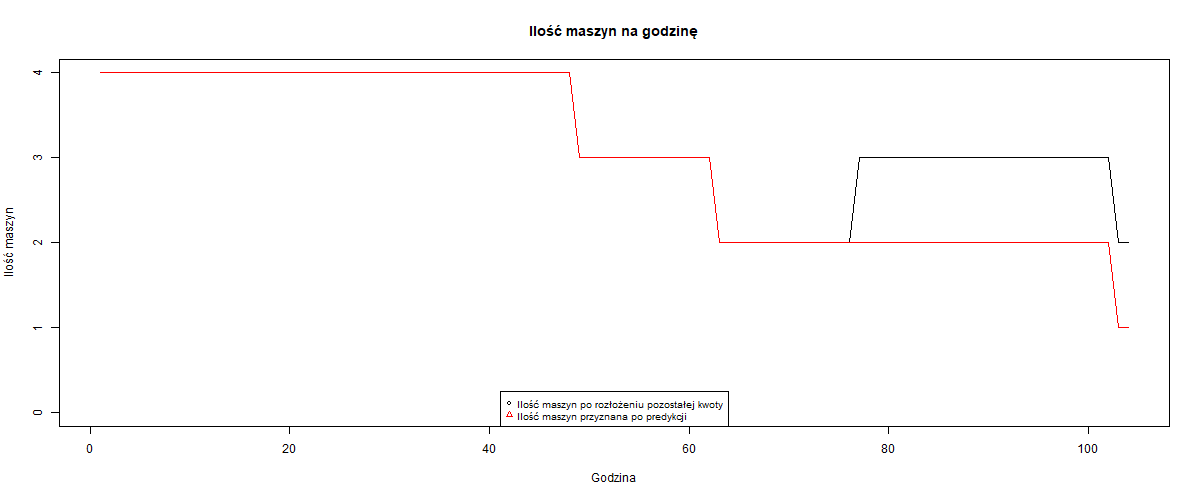 Ilość maszyn na godzinę
Ilość maszyn
4
3
2
1
0
Ilość maszyn po rozłożeniu pozostałej kwoty
Ilość maszyn przyznana po predykcji
0 20 40 60 80 100
Godzina